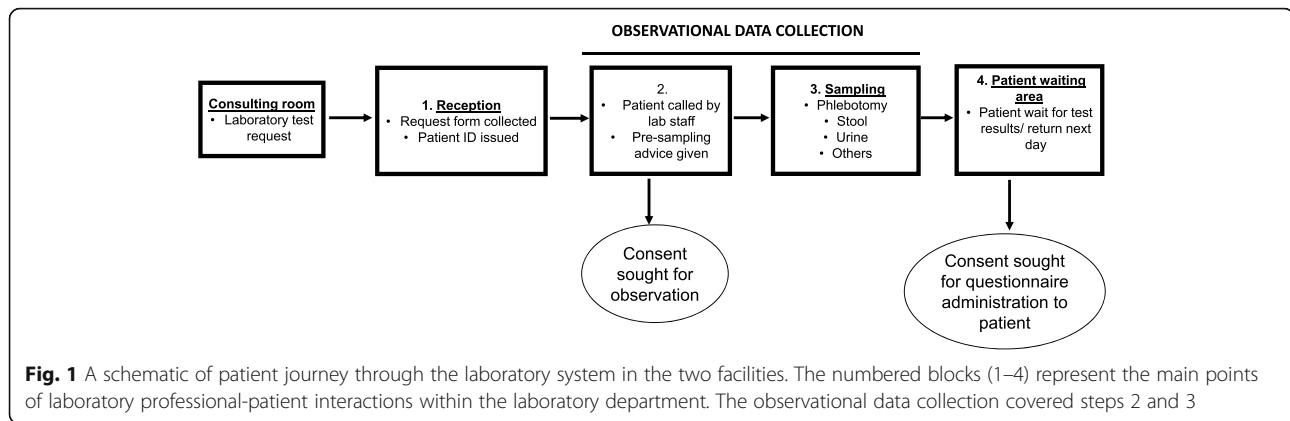 OBSERVATIONAL DATA COLLECTION
Consulting room
• Laboratory test
request
1. Reception
• Request form collected
• Patient ID issued
2.
• Patient called by
lab staff
• Pre-sampling
advice given
3. Sampling
• Phlebotomy
• Stool
• Urine
• Others
4. Patient waiting
area
• Patient wait for test
results/ return next
day
Consent
sought for
observation
Consent sought
for questionnaire
administration to
patient
Fig. 1 A schematic of patient journey through the laboratory system in the two facilities. The numbered blocks (1–4) represent the main points
of laboratory professional-patient interactions within the laboratory department. The observational data collection covered steps 2 and 3